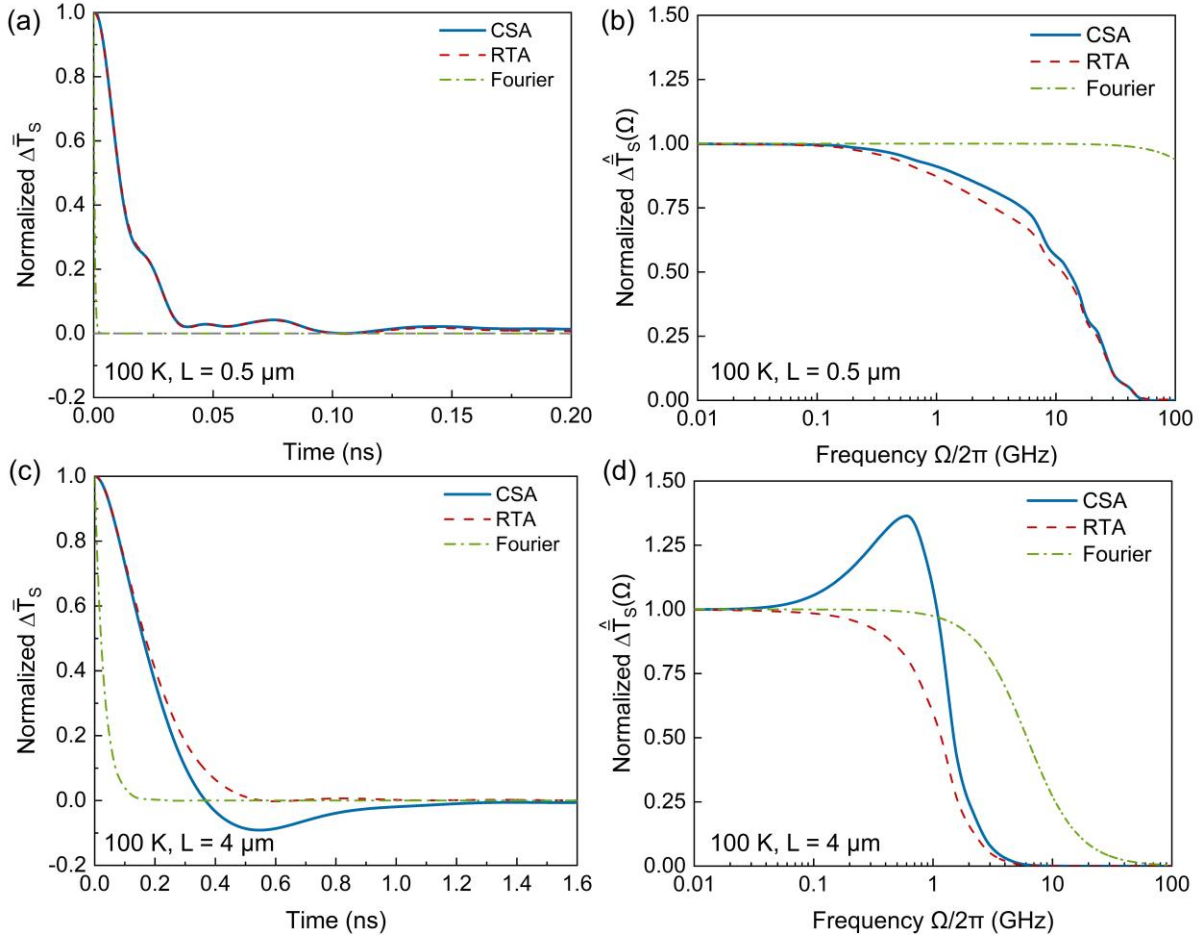 (a)
1.0
0.8
0.6
0.4
0.2
0.0
-0.2
Normalized ΔT̄̄_S
CSA
RTA
Fourier
100 K, L = 0.5 μm
0.00 0.05 0.10 0.15 0.20
Time (ns)
(b)
1.50
1.25
1.00
0.75
0.50
0.25
0.00
Normalized ΔT̄̄̂_S(Ω)
CSA
RTA
Fourier
100 K, L = 0.5 μm
0.01 0.1 1 10 100
Frequency Ω/2π (GHz)
(c)
1.0
0.8
0.6
0.4
0.2
0.0
-0.2
Normalized ΔT̄̄_S
CSA
RTA
Fourier
100 K, L = 4 μm
0.0 0.2 0.4 0.6 0.8 1.0 1.2 1.4 1.6
Time (ns)
(d)
1.50
1.25
1.00
0.75
0.50
0.25
0.00
Normalized ΔT̄̄̂_S(Ω)
CSA
RTA
Fourier
100 K, L = 4 μm
0.01 0.1 1 10 100
Frequency Ω/2π (GHz)